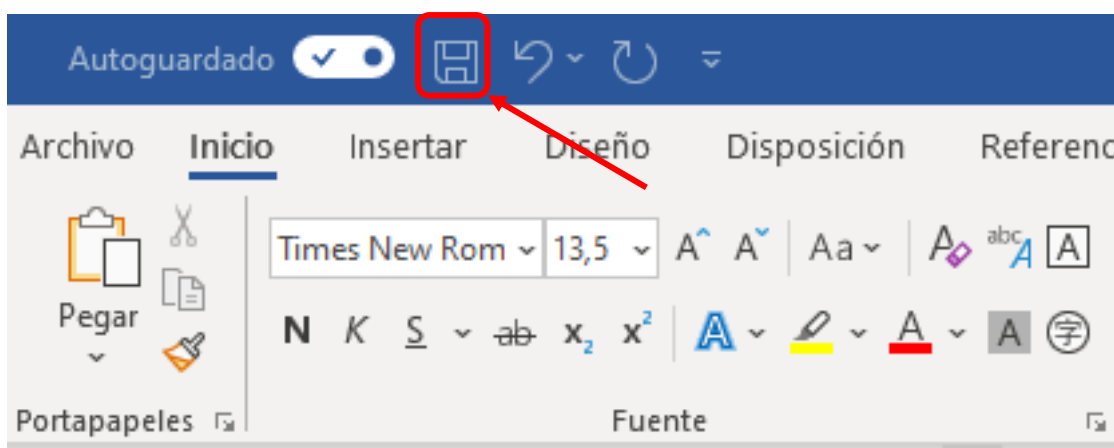 Autoguardado
Archivo Inicio Insertar Diseño Disposición Referenc
Times New Rom 13,5 A A Aa A abc A A
Pegar
N K S ab x₂ x² A A A 字
Portapapeles Fuente